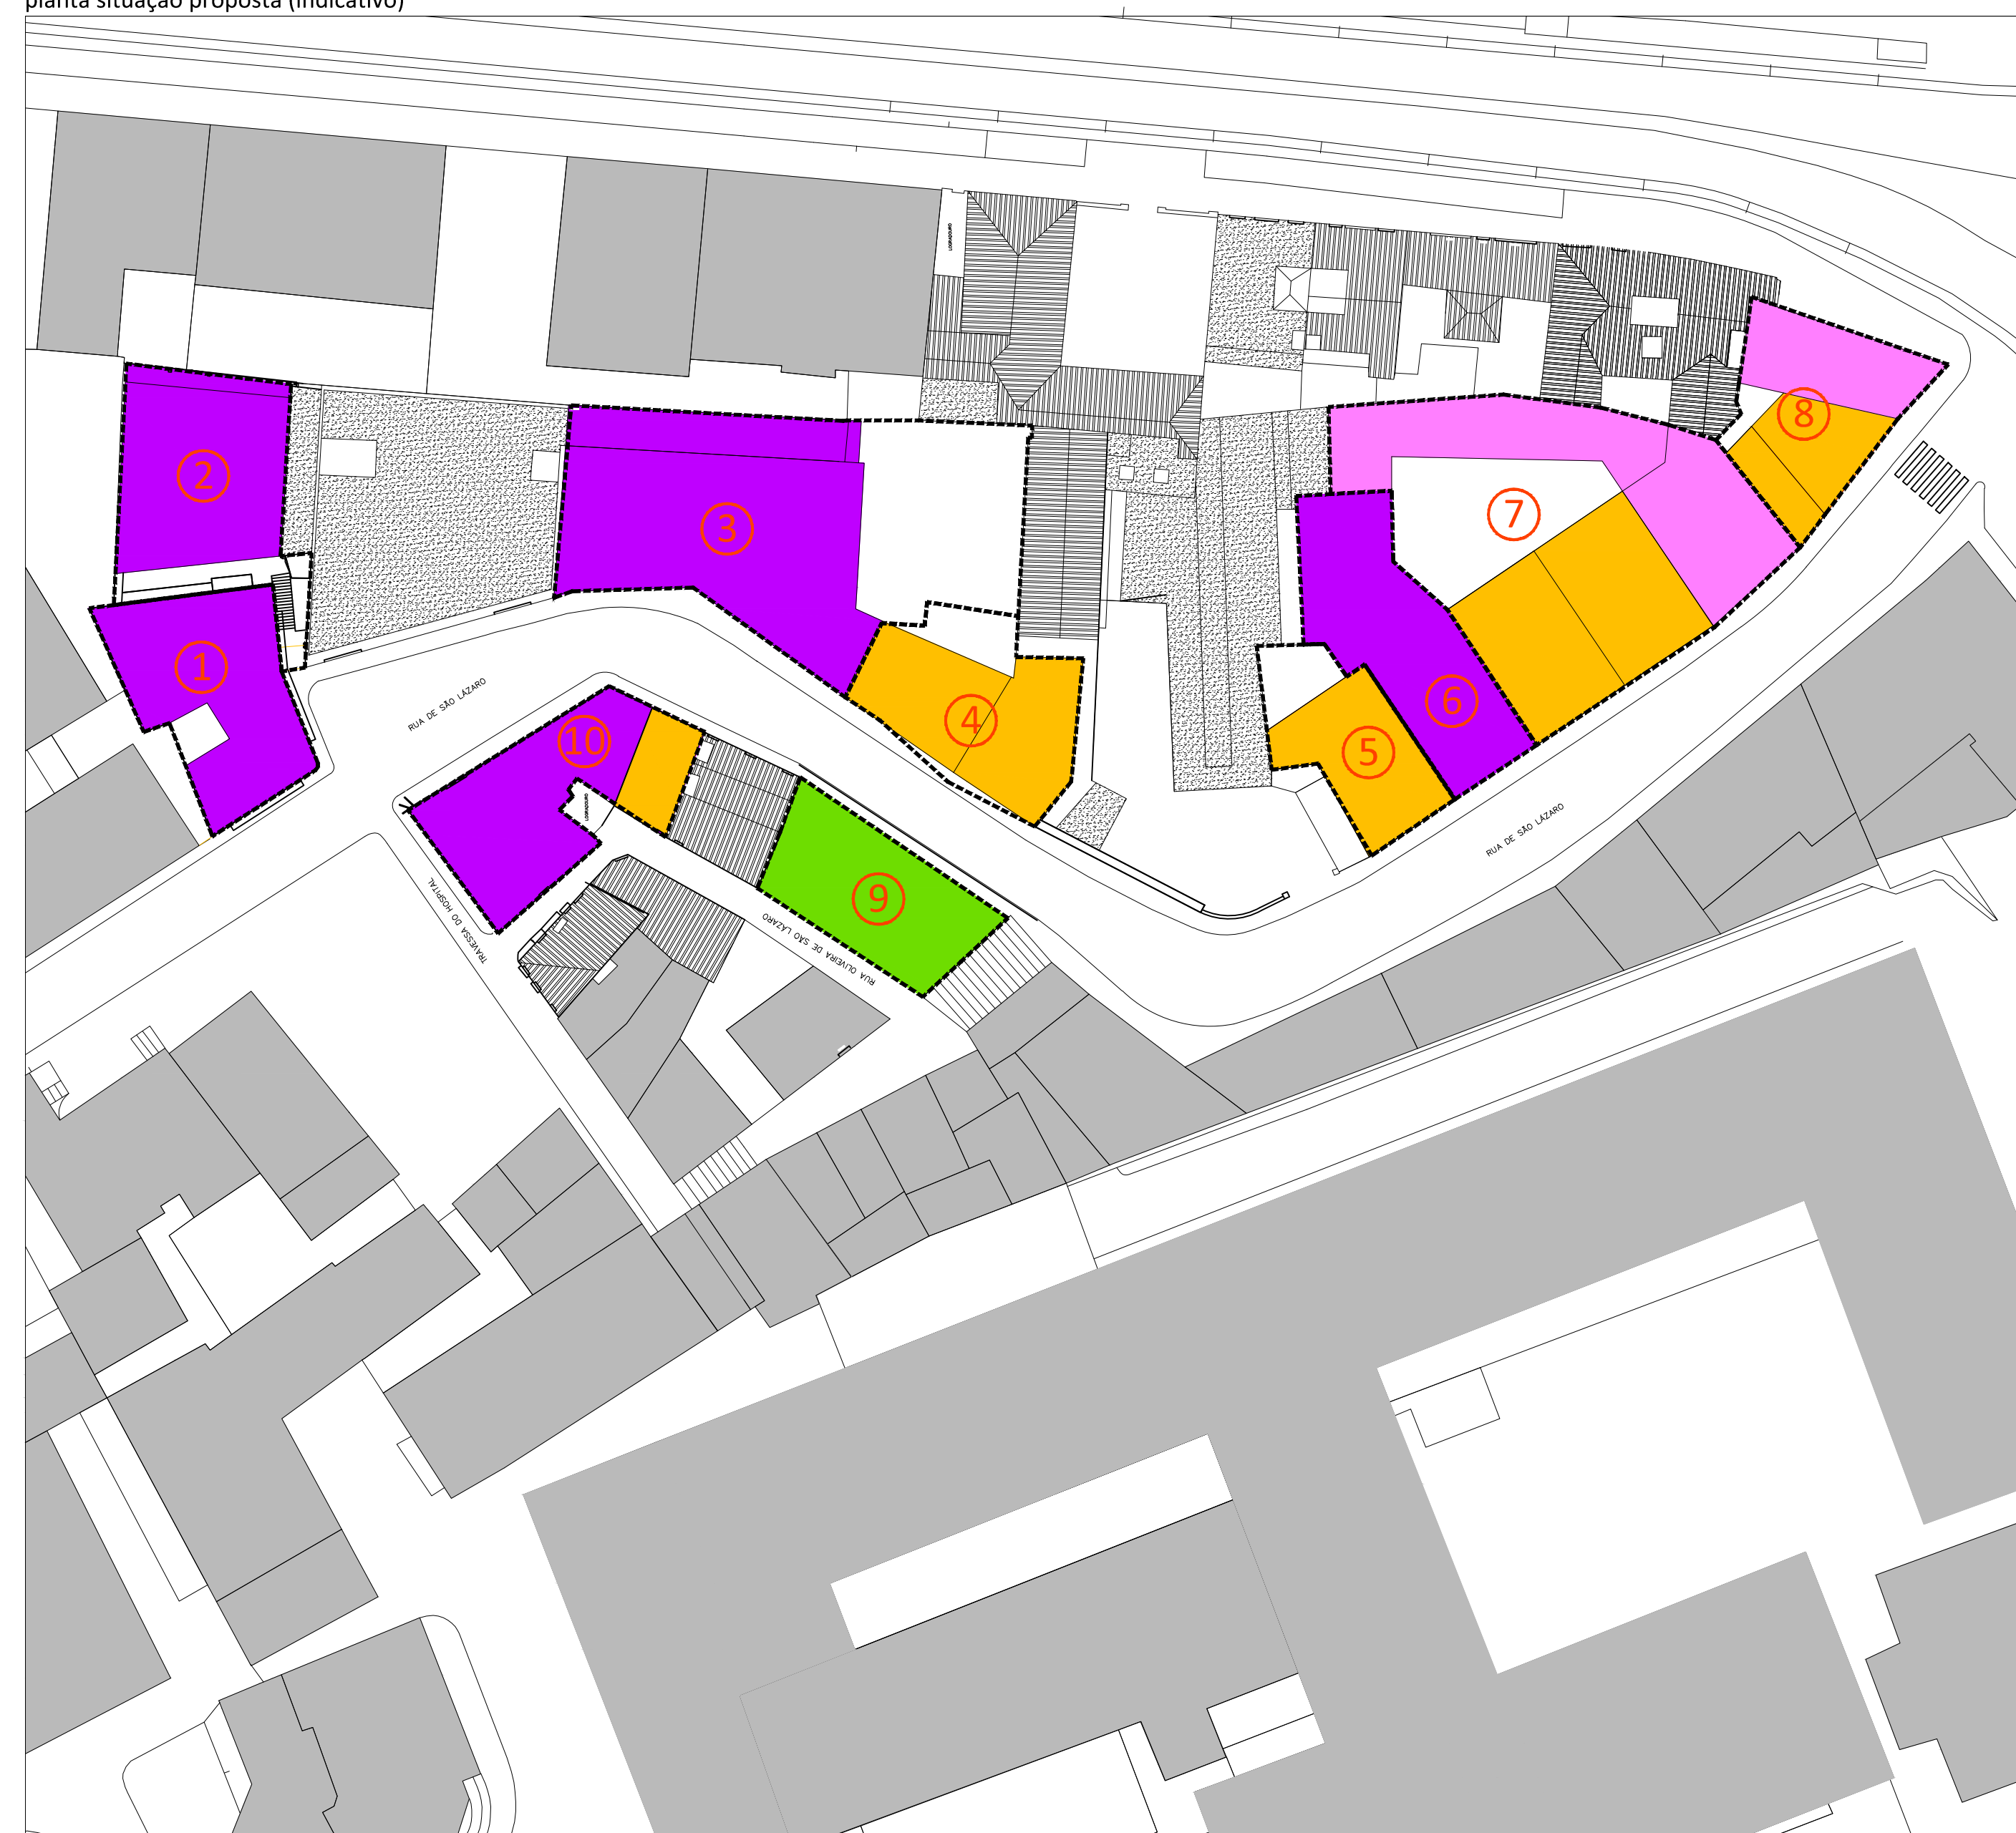 planta situação proposta (indicativo)
8
2
7
3
1
6
4
10
5
RUA DE SÃO LÁZARO
RUA DE SÃO LÁZARO
9
TRAVESSA DO HOSPITAL
RUA OLIVEIRA DE SÃO LÁZARO